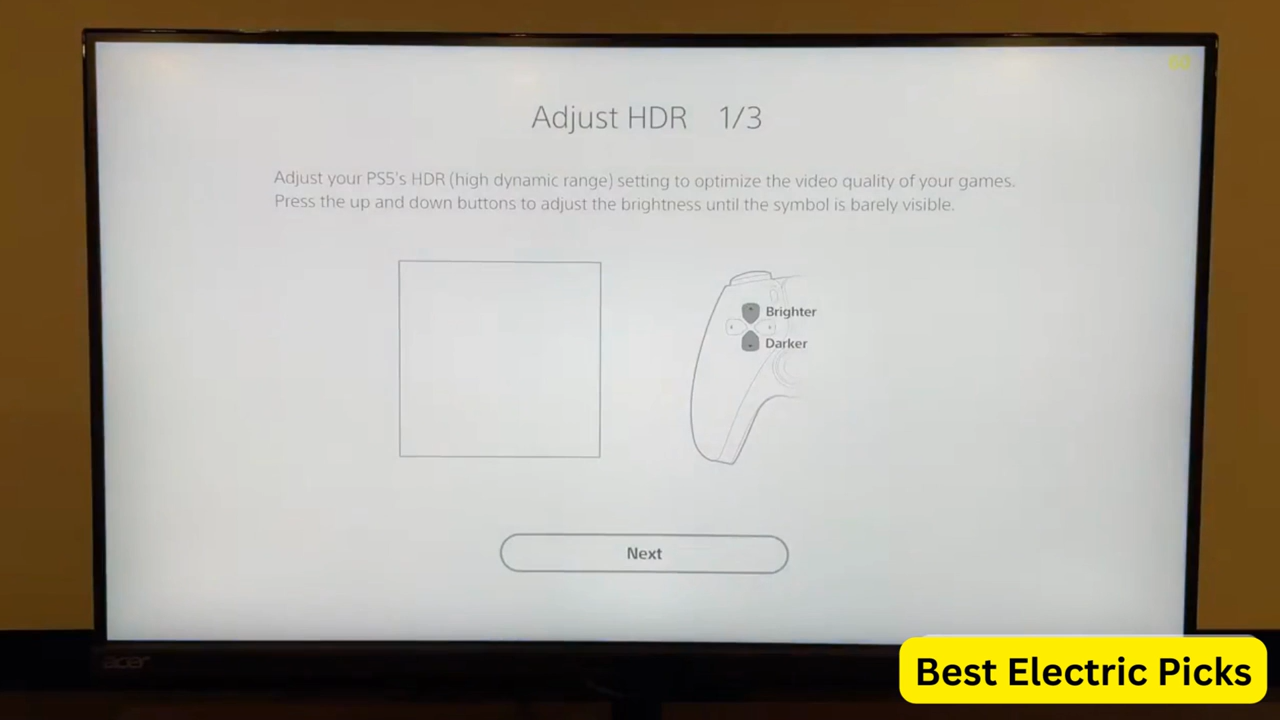 Adjust HDR 1/3
Adjust your PS5's HDR (high dynamic range) setting to optimize the video quality of your games.
Press the up and down buttons to adjust the brightness until the symbol is barely visible.
Brighter
Darker
Next
acer
Best Electric Picks